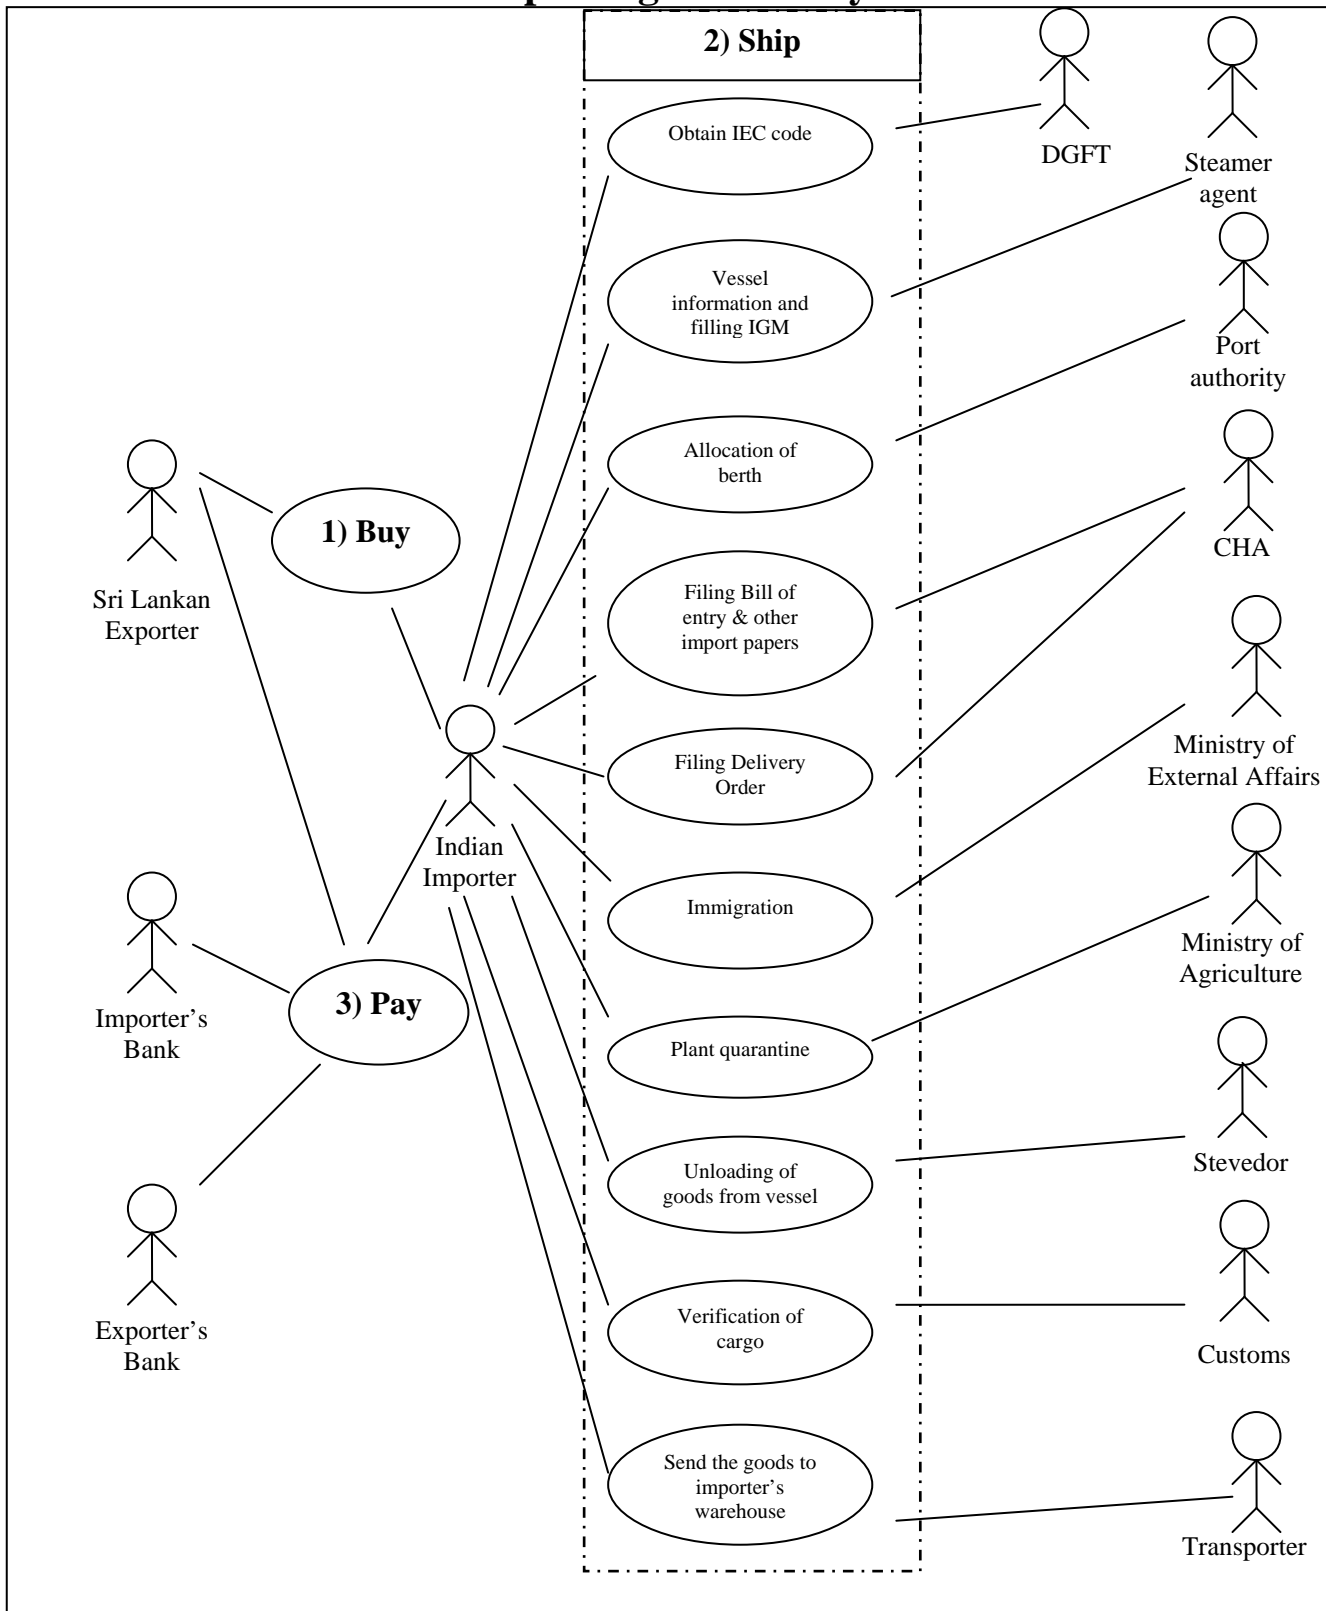 2) Ship
Obtain IEC code
DGFT
Steamer
agent
Vessel
information and
filling IGM
Port
authority
Allocation of
berth
CHA
1) Buy
Sri Lankan
Exporter
Filing Bill of
entry & other
import papers
Ministry of
External Affairs
Filing Delivery
Order
Indian
Importer
Immigration
Ministry of
Agriculture
Importer's
Bank
3) Pay
Plant quarantine
Stevedor
Unloading of
goods from vessel
Exporter's
Bank
Verification of
cargo
Customs
Send the goods to
importer's
warehouse
Transporter